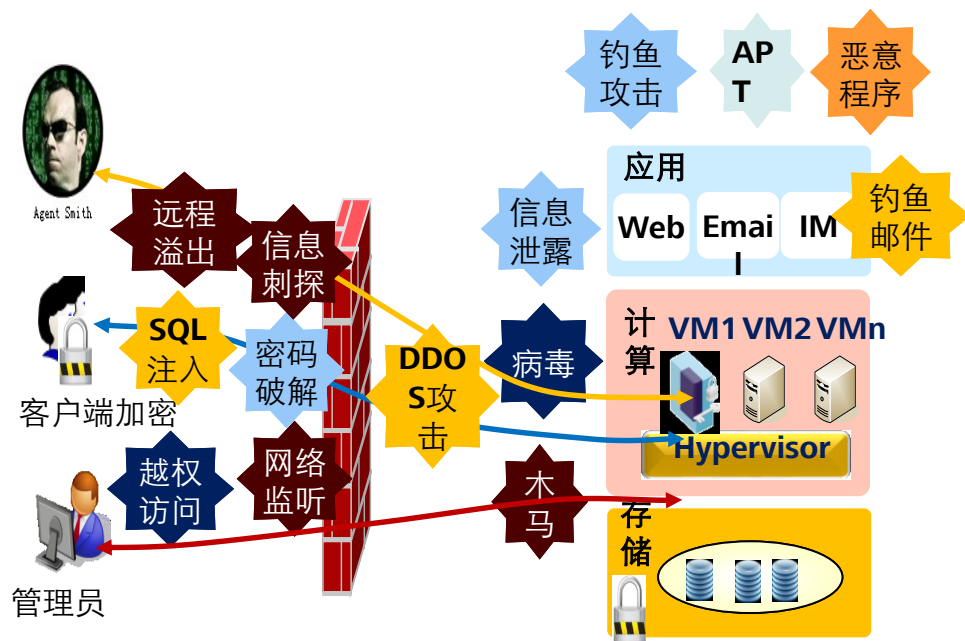 钓鱼
攻击
AP
T
恶意
程序
Agent Smith
远程
溢出
信息
刺探
信息
泄露
应用
Web
Emai
l
IM
钓鱼
邮件
客户端加密
SQL
注入
密码
破解
DDO
S攻
击
病毒
计
算
VM1 VM2 VMn
Hypervisor
越权
访问
网络
监听
木
马
存
储
管理员